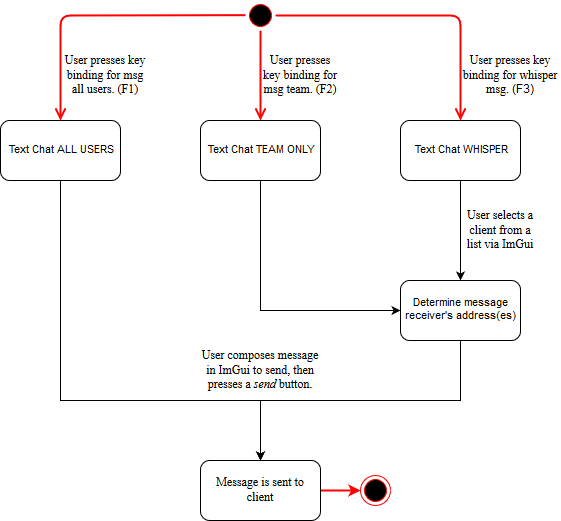 User presses key
binding for msg
all users. (F1)
User presses
key binding for
msg team. (F2)
User presses key
binding for whisper
msg. (F3)
Text Chat ALL USERS
Text Chat TEAM ONLY
Text Chat WHISPER
User selects a
client from a
list via ImGui
Determine message
receiver's address(es)
User composes message
in ImGui to send, then
presses a send button.
Message is sent to
client